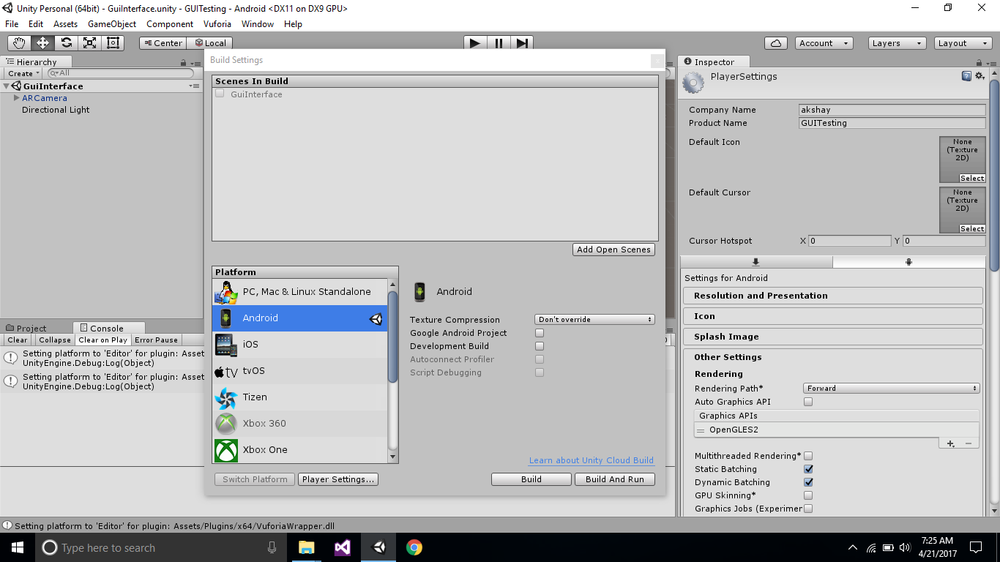 Unity Personal (64bit) - GuiInterface.unity - GUITesting - Android <DX11 on DX9 GPU>
File Edit Assets GameObject Component Vuforia Window Help
Center Local Account Layers Layout
Hierarchy
Create All
GuiInterface
ARCamera
Directional Light
Build Settings
Scenes In Build
GuiInterface
Add Open Scenes
Platform
PC, Mac & Linux Standalone
Android
iOS
tv tvOS
Tizen
Xbox 360
Xbox One
Android
Texture Compression Don't override
Google Android Project
Development Build
Autoconnect Profiler
Script Debugging
Learn about Unity Cloud Build
Switch Platform Player Settings... Build Build And Run
Project Console
Clear Collapse Clear on Play Error Pause
Setting platform to 'Editor' for plugin: Asset
UnityEngine.Debug:Log(Object)
Setting platform to 'Editor' for plugin: Asset
UnityEngine.Debug:Log(Object)
Inspector
PlayerSettings
Company Name akshay
Product Name GUITesting
Default Icon
None
(Texture
2D)
Select
Default Cursor
None
(Texture
2D)
Select
Cursor Hotspot X 0 Y 0
Settings for Android
Resolution and Presentation
Icon
Splash Image
Other Settings
Rendering
Rendering Path* Forward
Auto Graphics API
Graphics APIs
OpenGLES2
Multithreaded Rendering*
Static Batching
Dynamic Batching
GPU Skinning*
Graphics Jobs (Experimer
Setting platform to 'Editor' for plugin: Assets/Plugins/x64/VuforiaWrapper.dll
Type here to search
7:25 AM
4/21/2017